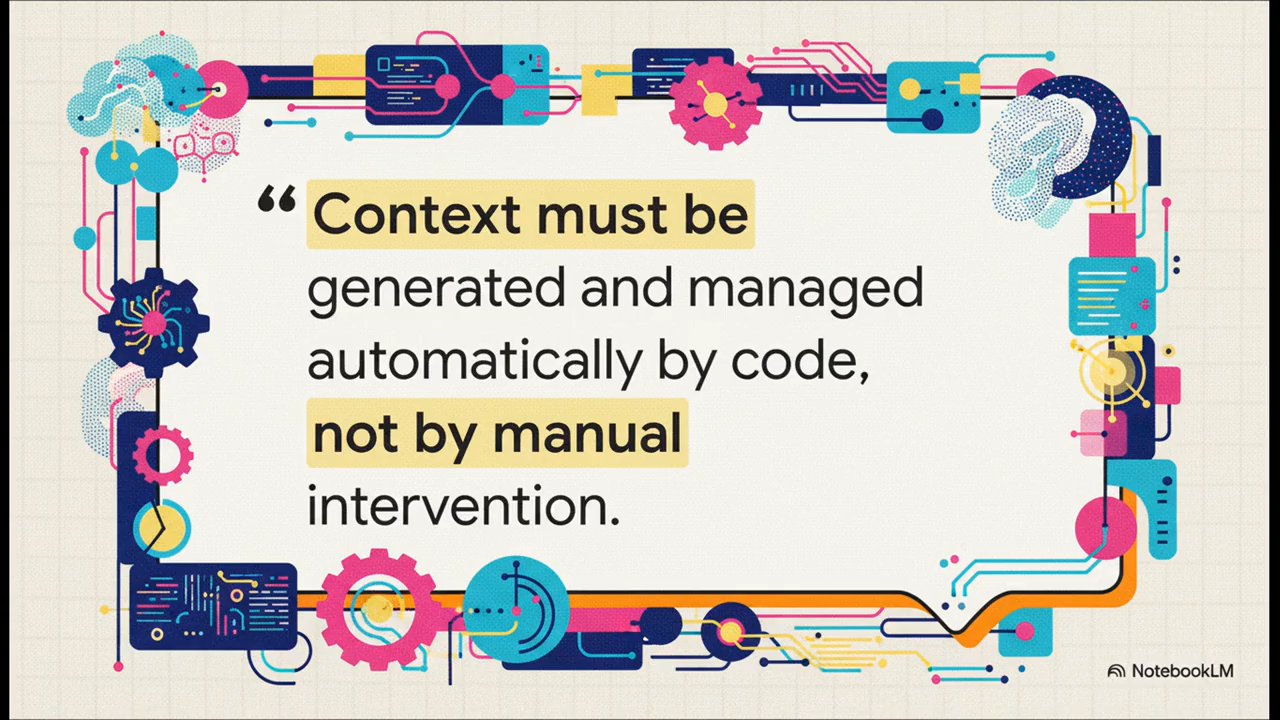 “ Context must be
generated and managed
automatically by code,
not by manual
intervention.
NotebookLM